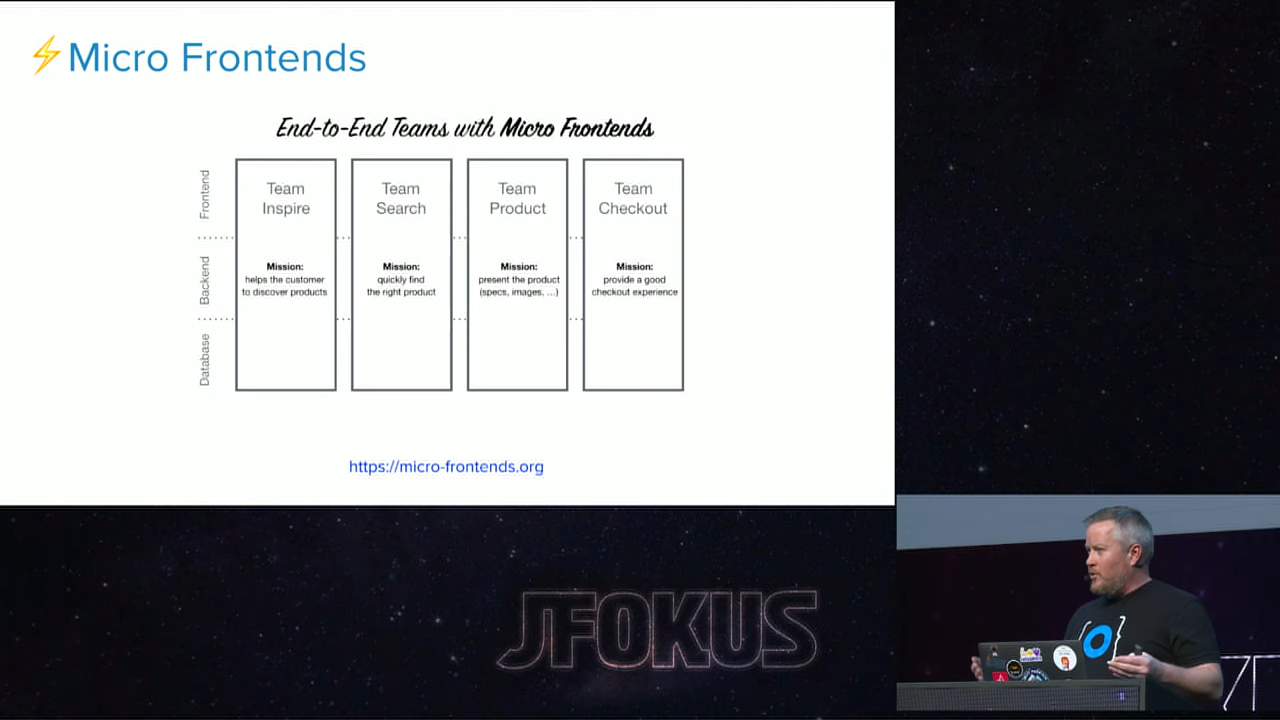 ⚡Micro Frontends
End-to-End Teams with Micro Frontends
Frontend
Backend
Database
Team
Inspire
Mission:
helps the customer
to discover products
Team
Search
Mission:
quickly find
the right product
Team
Product
Mission:
present the product
(specs, images, ...)
Team
Checkout
Mission:
provide a good
checkout experience
https://micro-frontends.org
JFOKUS